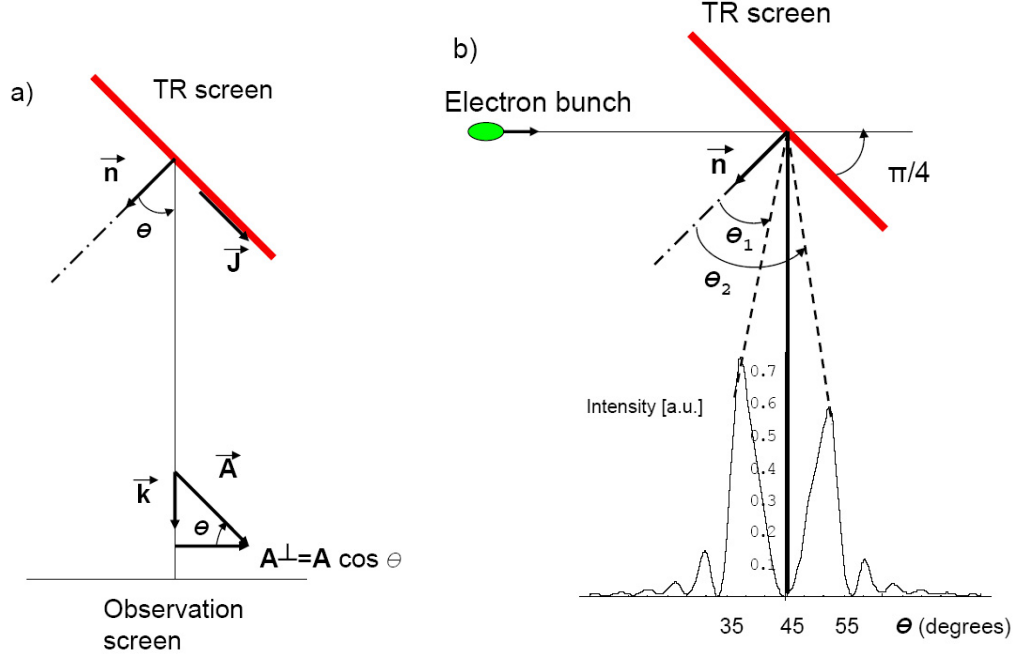 a)
TR screen
n
θ
J
k
A
θ
A⊥=A cos θ
Observation
screen
b)
TR screen
Electron bunch
n
π/4
θ1
θ2
Intensity [a.u.]
0.7
0.6
0.5
0.4
0.3
0.2
0.1
35 45 55 θ (degrees)